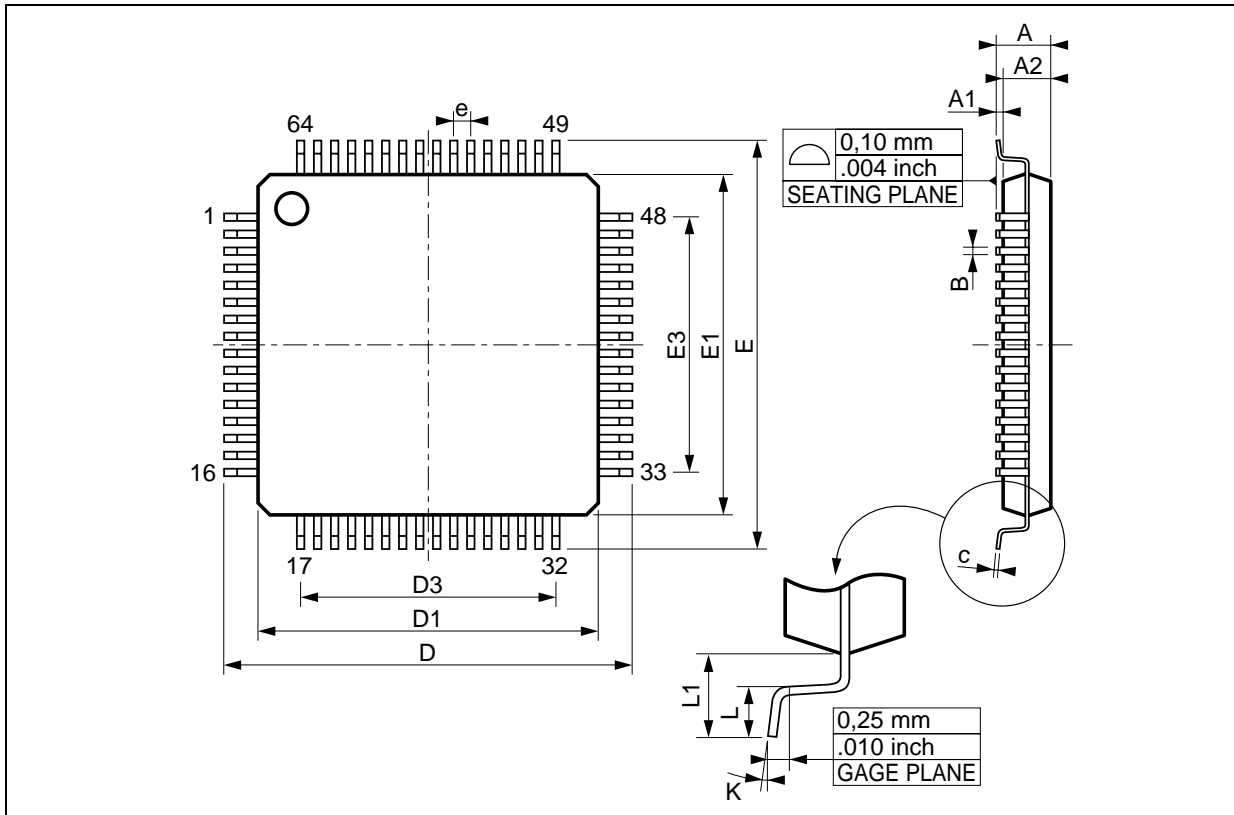 A
A2
A1
e
64
49
0,10 mm
.004 inch
SEATING PLANE
1
48
B
E3
E1
E
16
33
17
32
c
D3
D1
D
L1
L
0,25 mm
.010 inch
GAGE PLANE
K